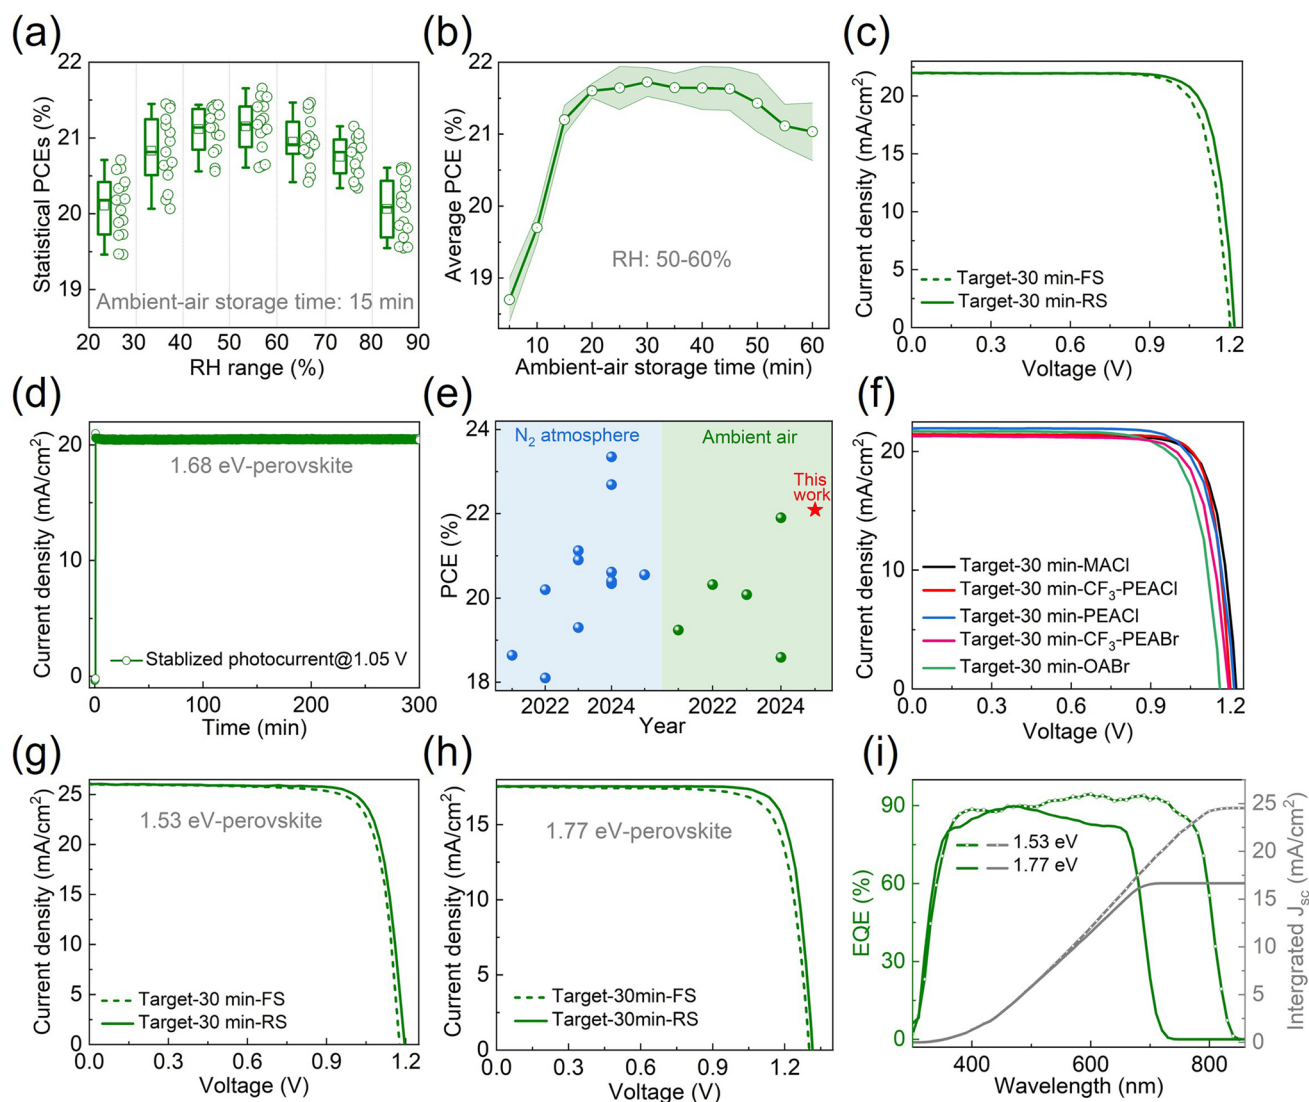 (a)
22
21
20
19
Statistical PCEs (%)
Ambient-air storage time: 15 min
20 30 40 50 60 70 80 90
RH range (%)
(b)
22
21
20
19
Average PCE (%)
RH: 50-60%
10 20 30 40 50 60
Ambient-air storage time (min)
(c)
20
15
10
5
0
Current density (mA/cm²)
Target-30 min-FS
Target-30 min-RS
0.0 0.3 0.6 0.9 1.2
Voltage (V)
(d)
20
10
0
Current density (mA/cm²)
1.68 eV-perovskite
Stablized photocurrent@1.05 V
0 100 200 300
Time (min)
(e)
24
22
20
18
PCE (%)
N₂ atmosphere
Ambient air
This
work
2022 2024 2022 2024
Year
(f)
20
10
0
Current density (mA/cm²)
Target-30 min-MACl
Target-30 min-CF₃-PEACl
Target-30 min-PEACl
Target-30 min-CF₃-PEABr
Target-30 min-OABr
0.0 0.3 0.6 0.9 1.2
Voltage (V)
(g)
25
20
15
10
5
0
Current density (mA/cm²)
1.53 eV-perovskite
Target-30 min-FS
Target-30 min-RS
0.0 0.3 0.6 0.9 1.2
Voltage (V)
(h)
15
10
5
0
Current density (mA/cm²)
1.77 eV-perovskite
Target-30min-FS
Target-30min-RS
0.0 0.3 0.6 0.9 1.2
Voltage (V)
(i)
90
60
30
0
EQE (%)
1.53 eV
1.77 eV
25
20
15
10
5
0
Intergrated Jsc (mA/cm²)
400 600 800
Wavelength (nm)